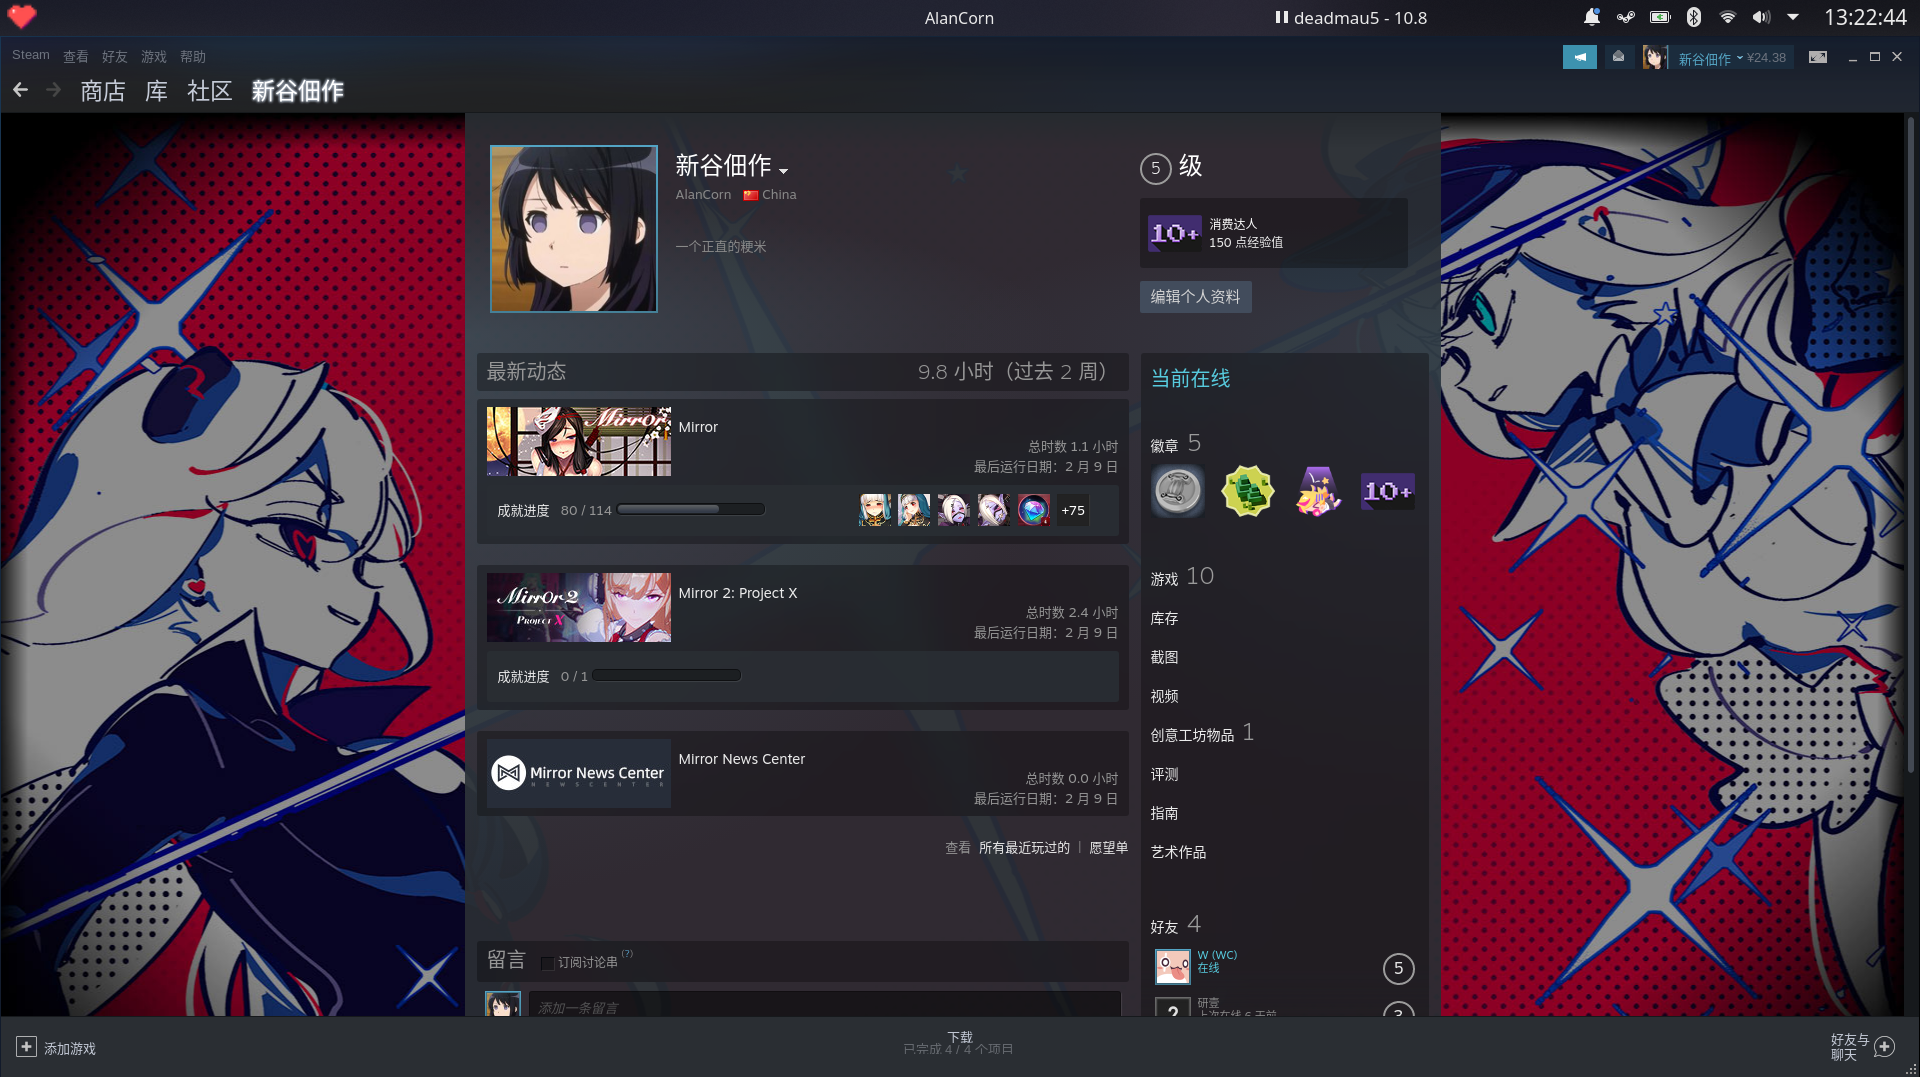 AlanCorn
deadmau5 - 10.8
13:22:44
Steam 查看 好友 游戏 帮助
新谷佃作 ¥24.38
商店 库 社区 新谷佃作
新谷佃作
AlanCorn China
一个正直的粳米
5 级
10+
消费达人
150 点经验值
编辑个人资料
最新动态 9.8 小时（过去 2 周）
MirrOr
Mirror
总时数 1.1 小时
最后运行日期：2 月 9 日
成就进度 80 / 114
+75
MirrOr2
PROJECT X
Mirror 2: Project X
总时数 2.4 小时
最后运行日期：2 月 9 日
成就进度 0 / 1
Mirror News Center
NEWSCENTER
Mirror News Center
总时数 0.0 小时
最后运行日期：2 月 9 日
查看 所有最近玩过的 | 愿望单
留言 订阅讨论串 (?)
添加一条留言
当前在线
徽章 5
10+
游戏 10
库存
截图
视频
创意工坊物品 1
评测
指南
艺术作品
好友 4
W (WC)
在线
5
研壹
上次在线 6 天前
添加游戏
下载
已完成 4 / 4 个项目
好友与
聊天